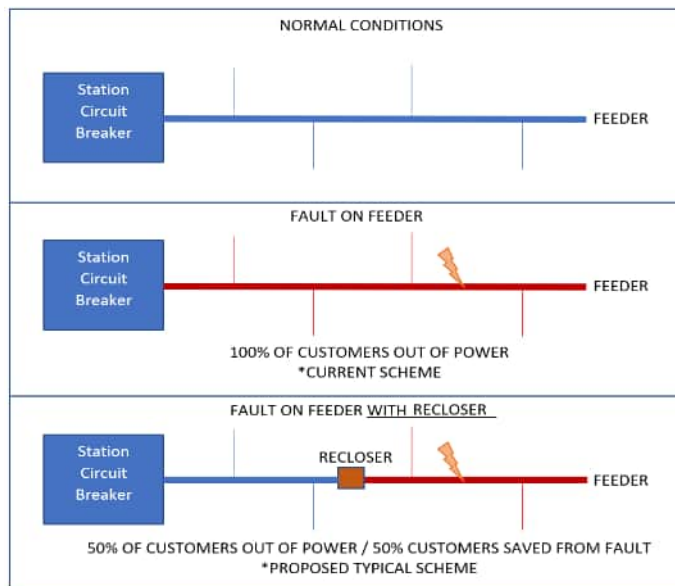 NORMAL CONDITIONS
Station
Circuit
Breaker
FEEDER
FAULT ON FEEDER
Station
Circuit
Breaker
FEEDER
100% OF CUSTOMERS OUT OF POWER
*CURRENT SCHEME
FAULT ON FEEDER WITH RECLOSER
Station
Circuit
Breaker
RECLOSER
FEEDER
50% OF CUSTOMERS OUT OF POWER / 50% CUSTOMERS SAVED FROM FAULT
*PROPOSED TYPICAL SCHEME